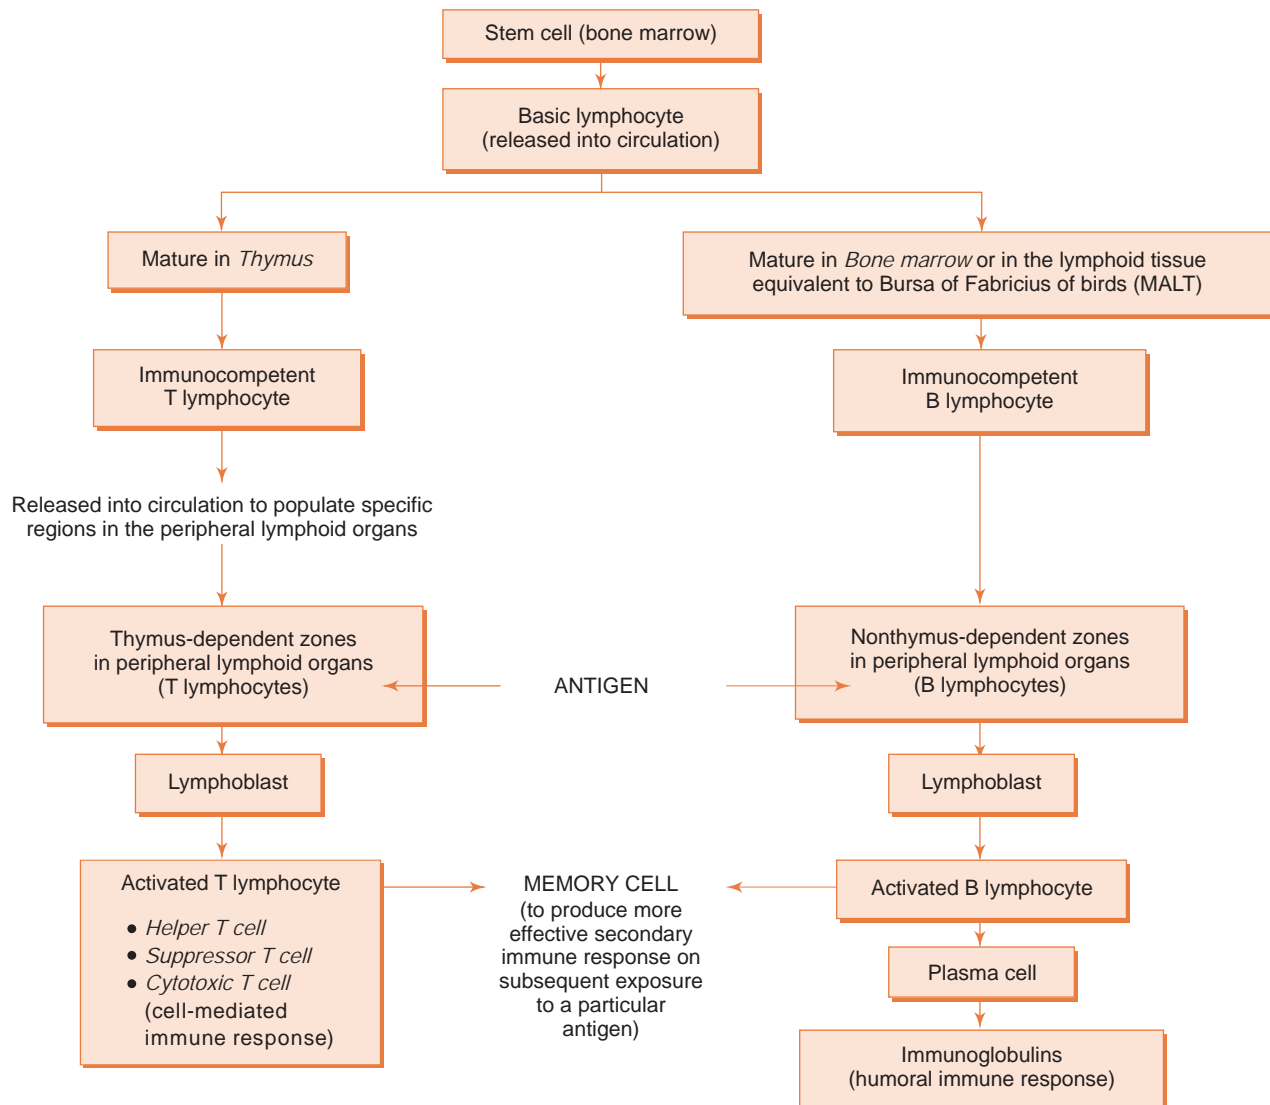 Stem cell (bone marrow)
Basic lymphocyte
(released into circulation)
Mature in Thymus
Mature in Bone marrow or in the lymphoid tissue
equivalent to Bursa of Fabricius of birds (MALT)
Immunocompetent
T lymphocyte
Immunocompetent
B lymphocyte
Released into circulation to populate specific
regions in the peripheral lymphoid organs
Thymus-dependent zones
in peripheral lymphoid organs
(T lymphocytes)
ANTIGEN
Nonthymus-dependent zones
in peripheral lymphoid organs
(B lymphocytes)
Lymphoblast
Lymphoblast
Activated T lymphocyte
• Helper T cell
• Suppressor T cell
• Cytotoxic T cell
(cell-mediated
immune response)
MEMORY CELL
(to produce more
effective secondary
immune response on
subsequent exposure
to a particular
antigen)
Activated B lymphocyte
Plasma cell
Immunoglobulins
(humoral immune response)